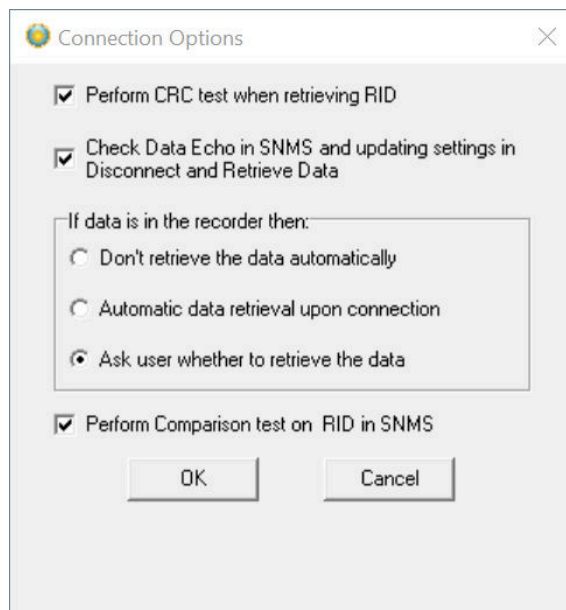 Connection Options
Perform CRC test when retrieving RID
Check Data Echo in SNMS and updating settings in
Disconnect and Retrieve Data
If data is in the recorder then:
Don't retrieve the data automatically
Automatic data retrieval upon connection
Ask user whether to retrieve the data
Perform Comparison test on RID in SNMS
OK Cancel